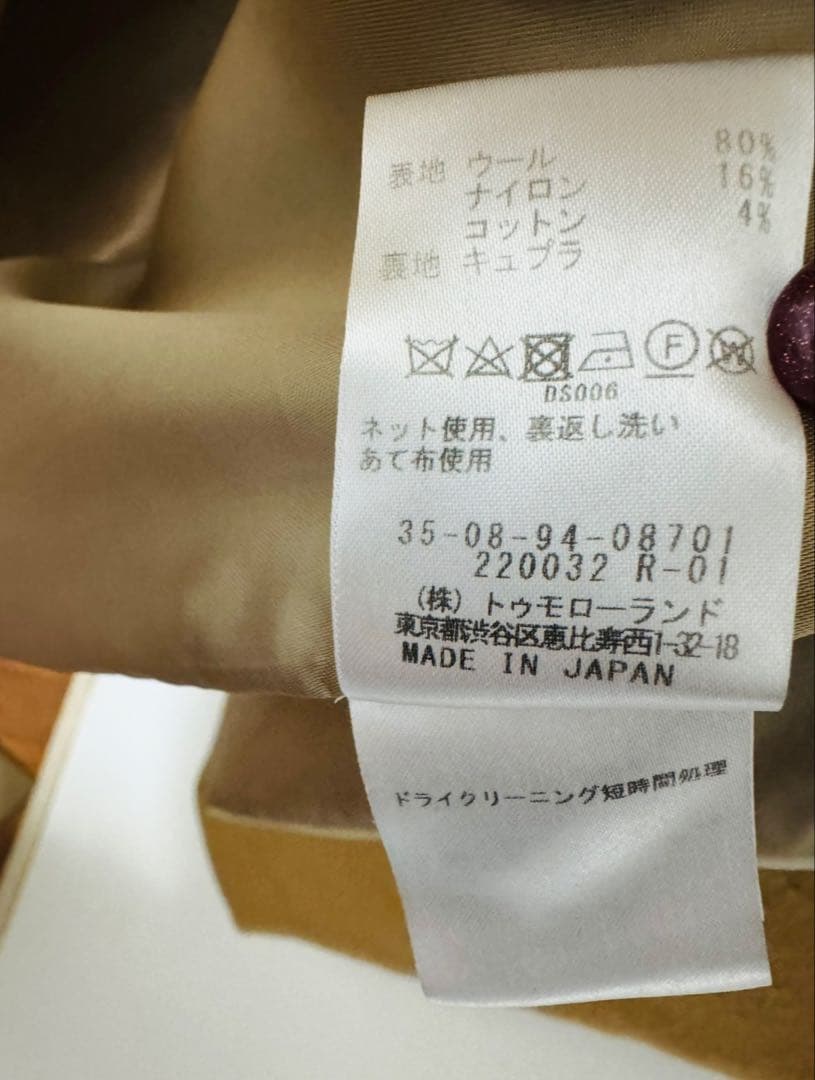 表地 ウール 80%
ナイロン 16%
コットン 4%
裏地 キュプラ
F W
DS006
ネット使用、裏返し洗い
あて布使用
35-08-94-08701
220032 R-01
(株) トゥモローランド
東京都渋谷区恵比寿西1-32-18
MADE IN JAPAN
ドライクリーニング短時間処理